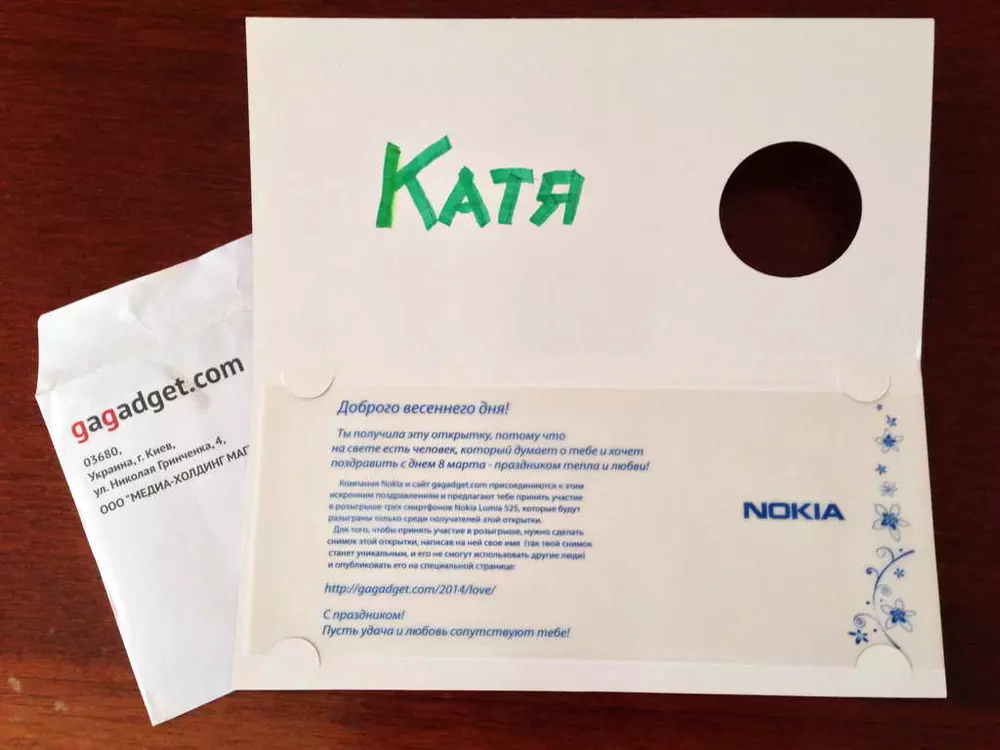 Катя
gagadget.com
03680,
Украина, г. Киев,
ул. Николая Гринченка, 4,
ООО "МЕДИА-ХОЛДИНГ МАГ
Доброго весеннего дня!
Ты получила эту открытку, потому что
на свете есть человек, который думает о тебе и хочет
поздравить с днем 8 марта - праздником тепла и любви!
Компания Nokia и сайт gagadget.com присоединяются к этим
искренним поздравлениям и предлагают тебе принять участие
в розыгрыше трех смартфонов Nokia Lumia 525, которые будут
разыграны только среди получателей этой открытки.
Для того, чтобы принять участие в розыгрыше, нужно сделать
снимок этой открытки, написав на ней свое имя (так твой снимок
станет уникальным, и его не смогут использовать другие люди)
и опубликовать его на специальной странице:
http://gagadget.com/2014/love/
С праздником!
Пусть удача и любовь сопутствуют тебе!
NOKIA